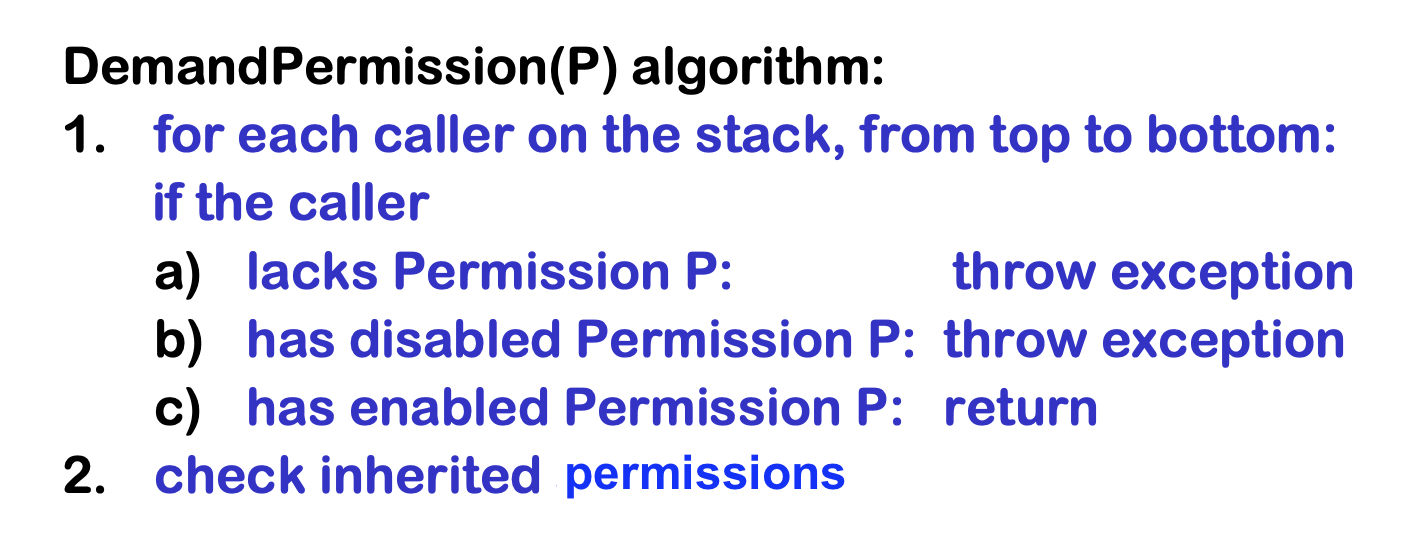 DemandPermission(P) algorithm:
1. for each caller on the stack, from top to bottom:
if the caller
a) lacks Permission P: throw exception
b) has disabled Permission P: throw exception
c) has enabled Permission P: return
2. check inherited permissions